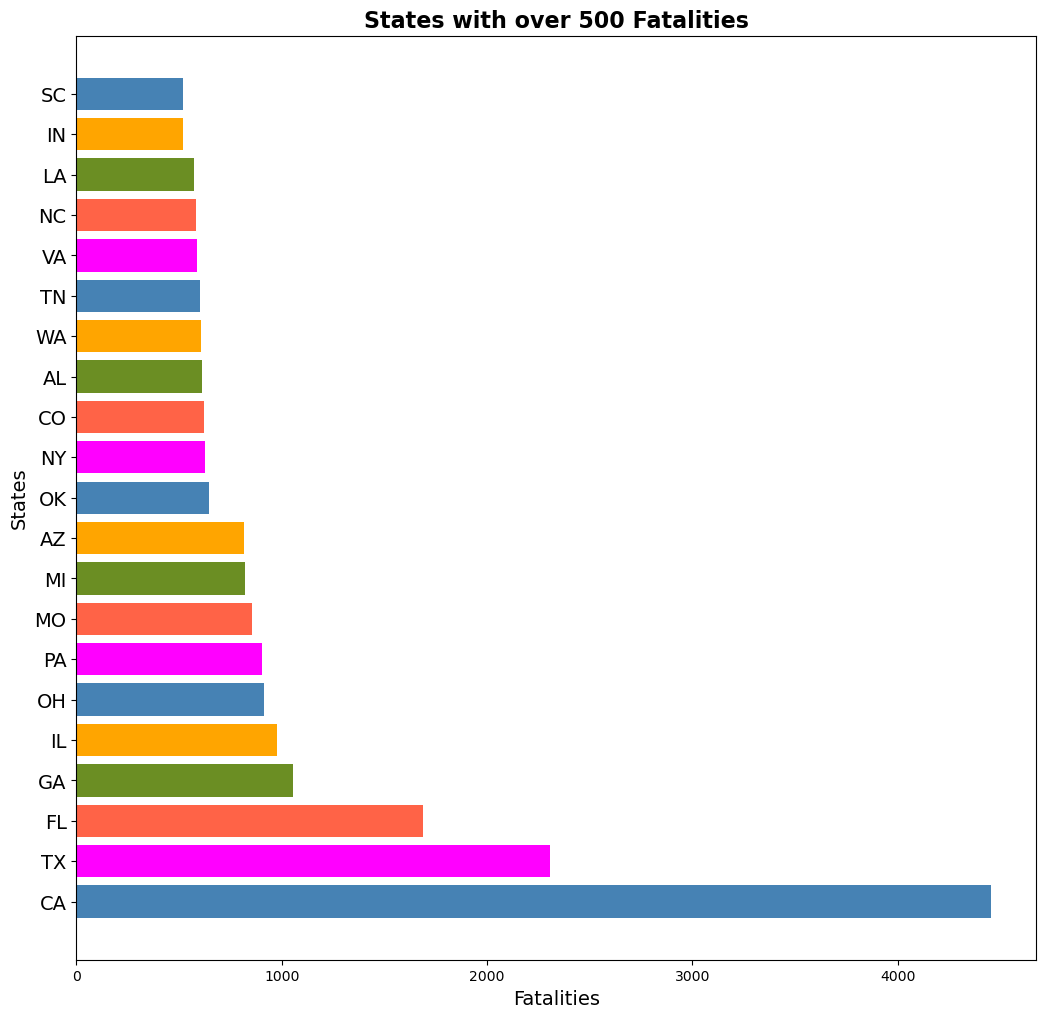 States with over 500 Fatalities
SC
IN
LA
NC
VA
TN
WA
AL
CO
NY
OK
AZ
MI
MO
PA
OH
IL
GA
FL
TX
CA
States
0 1000 2000 3000 4000
Fatalities